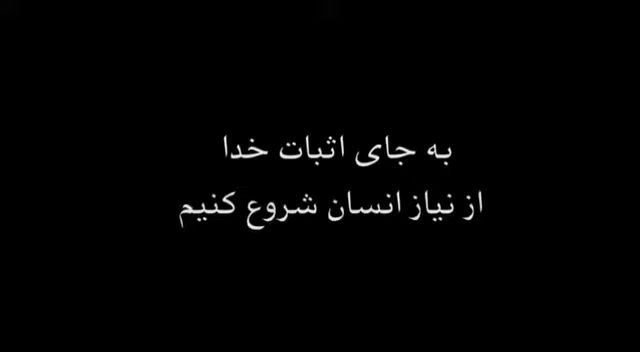 به جای اثبات خدا
از نیاز انسان شروع کنیم